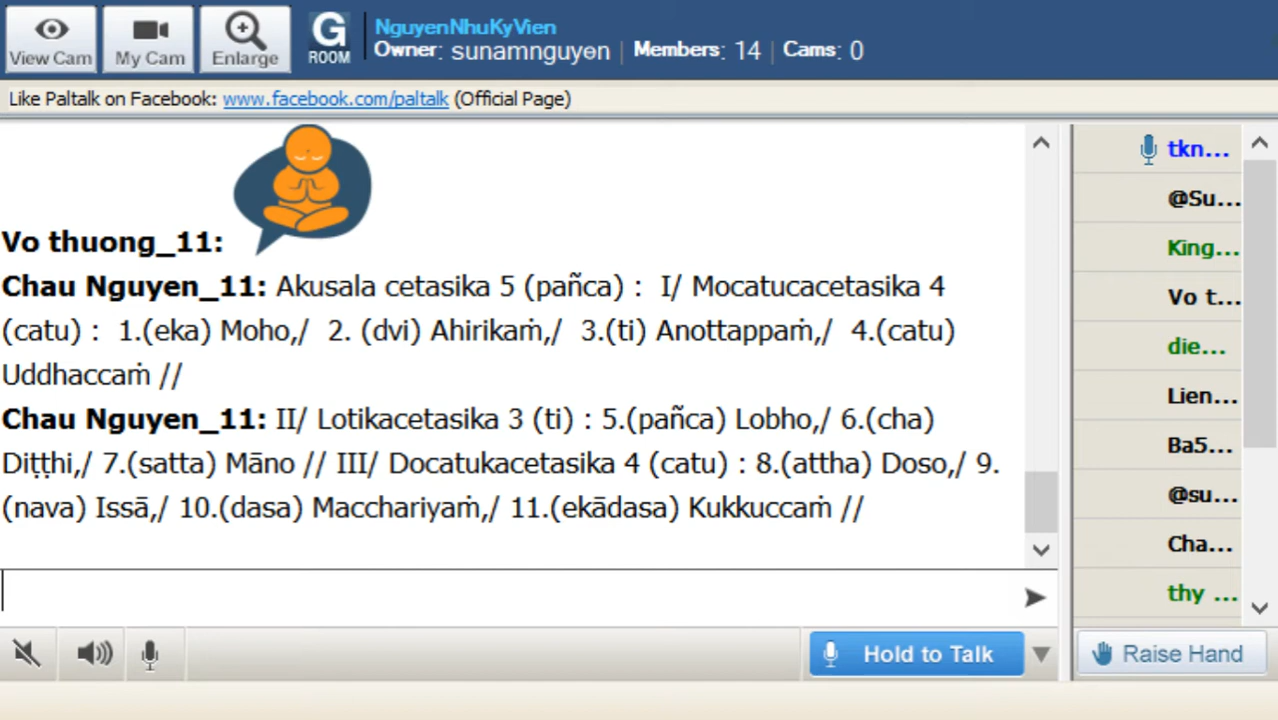 View Cam
My Cam
Enlarge
G
ROOM
NguyenNhuKyVien
Owner: sunamnguyen | Members: 14 | Cams: 0
Like Paltalk on Facebook: www.facebook.com/paltalk (Official Page)
Vo thuong_11:
Chau Nguyen_11: Akusala cetasika 5 (pañca) : I/ Mocatucacetasika 4
(catu) : 1.(eka) Moho,/ 2. (dvi) Ahirikaṁ,/ 3.(ti) Anottappaṁ,/ 4.(catu)
Uddhaccaṁ //
Chau Nguyen_11: II/ Lotikacetasika 3 (ti) : 5.(pañca) Lobho,/ 6.(cha)
Diṭṭhi,/ 7.(satta) Māno // III/ Docatukacetasika 4 (catu) : 8.(attha) Doso,/ 9.
(nava) Issā,/ 10.(dasa) Macchariyaṁ,/ 11.(ekādasa) Kukkuccaṁ //
tkn...
@Su...
King...
Vo t...
die...
Lien...
Ba5...
@su...
Cha...
thy ...
Hold to Talk
Raise Hand